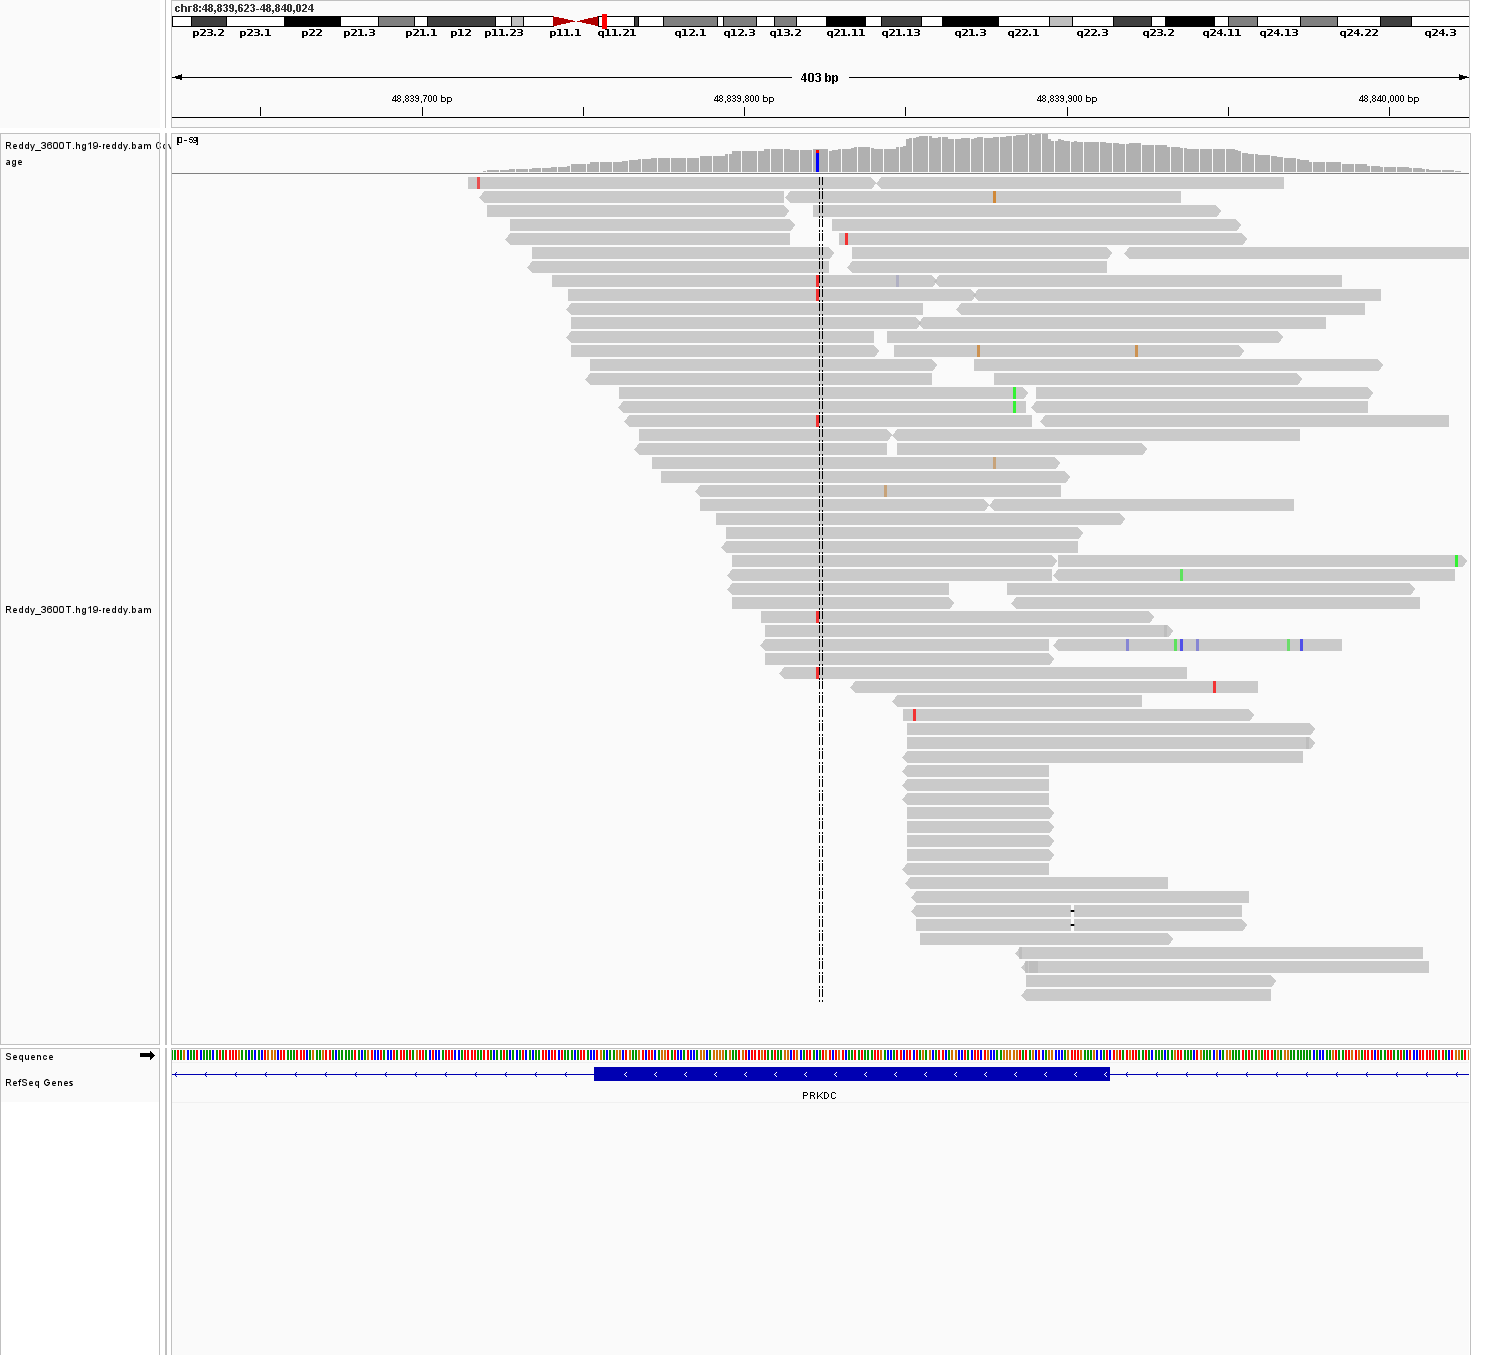 chr8:48,839,623-48,840,024
p23.2 p23.1 p22 p21.3 p21.1 p12 p11.23 p11.1 q11.21 q12.1 q12.3 q13.2 q21.11 q21.13 q21.3 q22.1 q22.3 q23.2 q24.11 q24.13 q24.22 q24.3
403 bp
48,839,700 bp 48,839,800 bp 48,839,900 bp 48,840,000 bp
Reddy_3600T.hg19-reddy.bam Cov
age
[0-59]
Reddy_3600T.hg19-reddy.bam
Sequence
RefSeq Genes
PRKDC